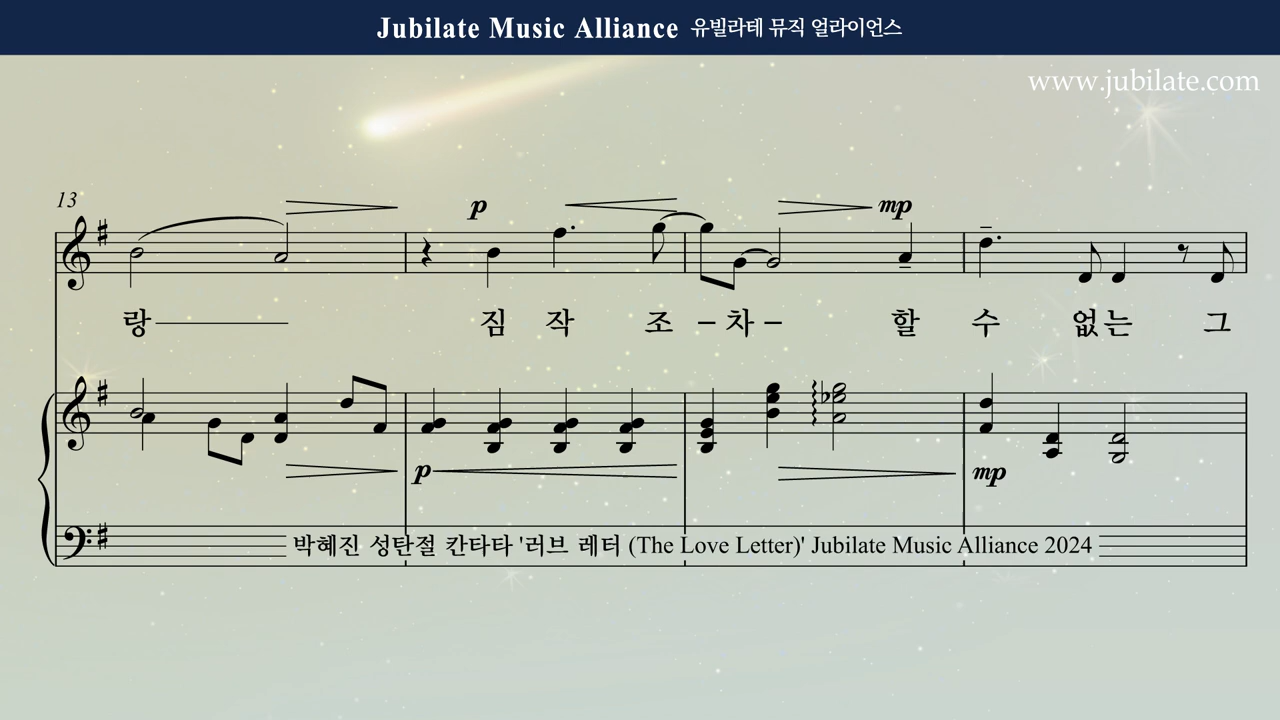 Jubilate Music Alliance 유빌라테 뮤직 얼라이언스
www.jubilate.com
13
p mp
랑 짐 작 조 - 차 - 할 수 없는 그
p mp
박혜진 성탄절 칸타타 '러브 레터 (The Love Letter)' Jubilate Music Alliance 2024